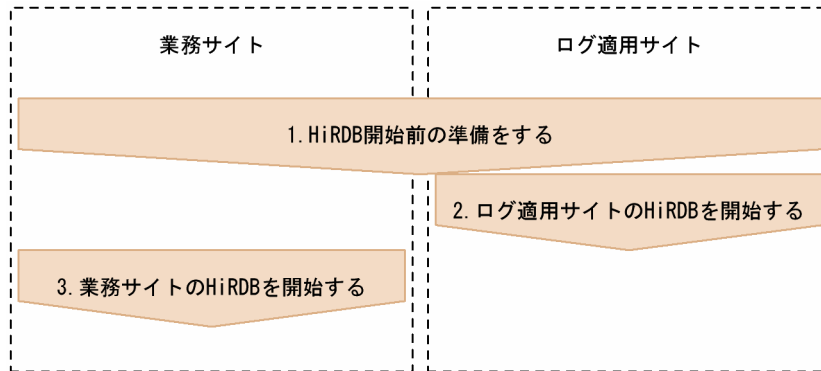 業務サイト
ログ適用サイト
1. HiRDB開始前の準備をする
2. ログ適用サイトのHiRDBを開始する
3. 業務サイトのHiRDBを開始する